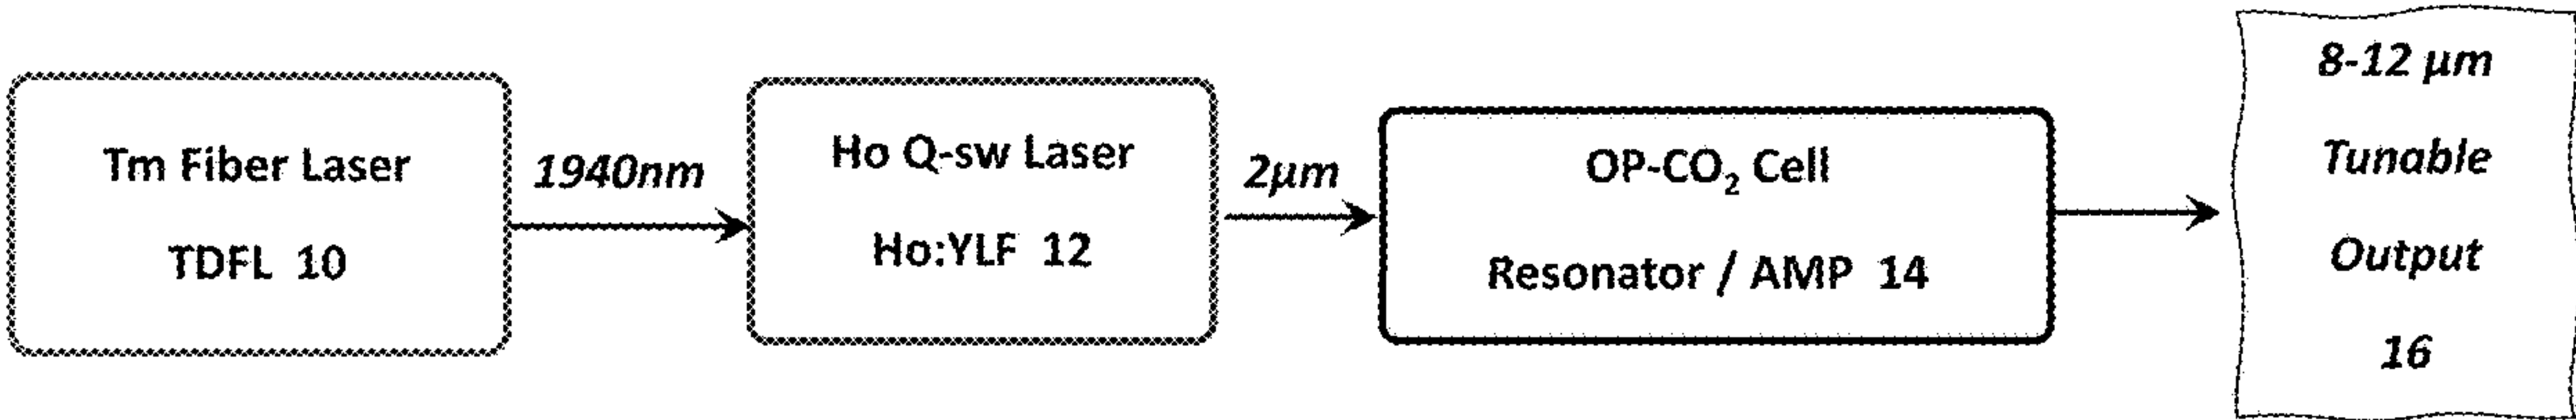 Tm Fiber Laser
TDFL 10
1940nm
Ho Q-sw Laser
Ho:YLF 12
2μm
OP-CO₂ Cell
Resonator / AMP 14
8-12 μm
Tunable
Output
16